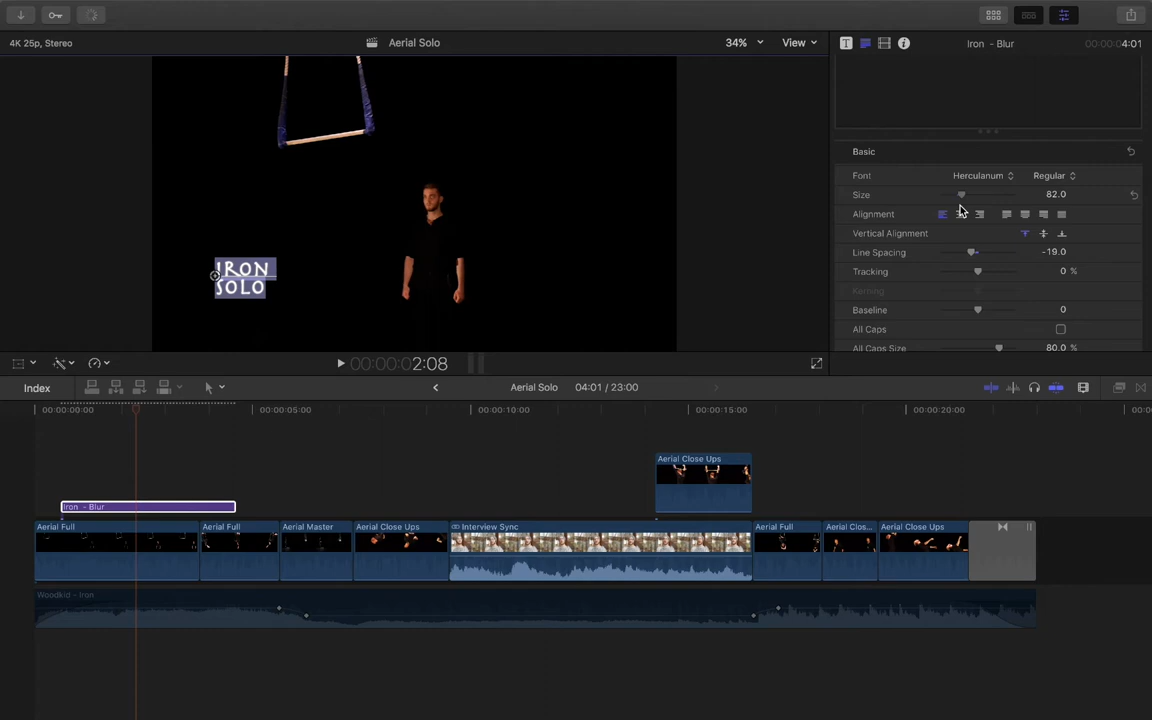 4K 25p, Stereo
Aerial Solo
34%
View
Iron - Blur
00:00:00:04:01
Basic
Font
Herculanum
Regular
Size
82.0
Alignment
Vertical Alignment
Line Spacing
-19.0
Tracking
0 %
Kerning
Baseline
0
All Caps
All Caps Size
80.0 %
IRON
SOLO
00:00:00:02:08
Index
Aerial Solo
04:01 / 23:00
00:00:00:00
00:00:05:00
00:00:10:00
00:00:15:00
00:00:20:00
Aerial Close Ups
Iron - Blur
Aerial Full
Aerial Full
Aerial Master
Aerial Close Ups
Interview Sync
Aerial Full
Aerial Clos...
Aerial Close Ups
Woodkid - Iron